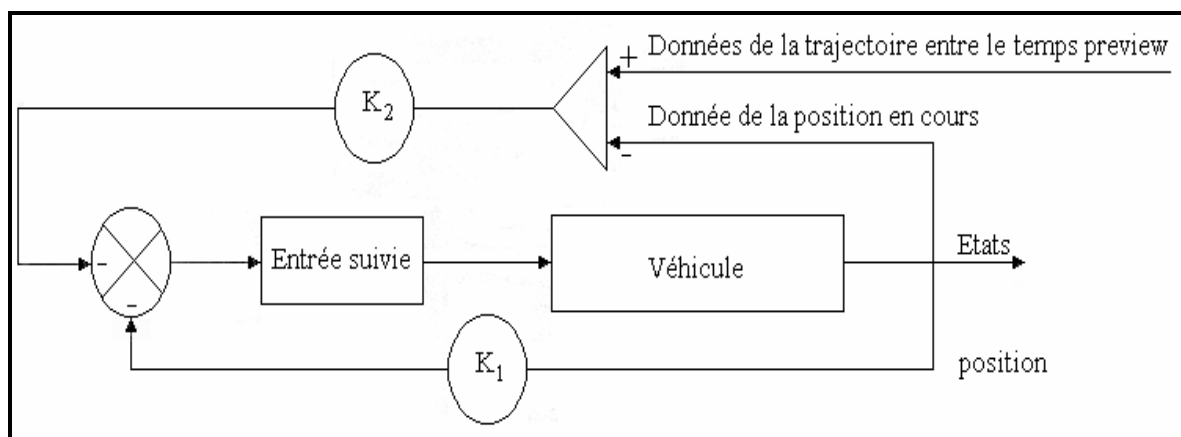 + Données de la trajectoire entre le temps preview
K2
Donnée de la position en cours
-
- Entrée suivie
Véhicule
Etats
-
K1
position